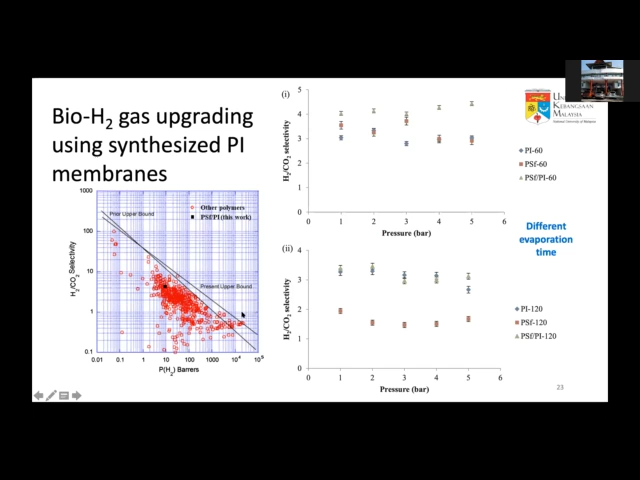 Bio-H₂ gas upgrading
using synthesized PI
membranes
1000
100
10
1
0.1
H₂/CO₂ Selectivity
Prior Upper Bound
Other polymers
PSf/PI (this work)
Present Upper Bound
0.01 0.1 1 10 100 1000 10⁴ 10⁵
P(H₂) Barrers
(i)
5
4
3
2
1
0
H₂/CO₂ selectivity
0 1 2 3 4 5 6
Pressure (bar)
PI-60
PSf-60
PSf/PI-60
(ii)
4
3
2
1
0
H₂/CO₂ selectivity
0 1 2 3 4 5 6
Pressure (bar)
PI-120
PSf-120
PSf/PI-120
KEBANGSAAN
MALAYSIA
National University of Malaysia
Different
evaporation
time
23